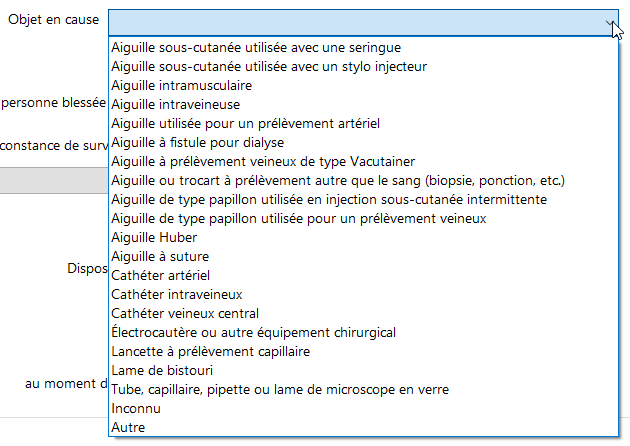 Objet en cause
Aiguille sous-cutanée utilisée avec une seringue
Aiguille sous-cutanée utilisée avec un stylo injecteur
Aiguille intramusculaire
personne blessée
Aiguille intraveineuse
Aiguille utilisée pour un prélèvement artériel
constance de surv
Aiguille à fistule pour dialyse
Aiguille à prélèvement veineux de type Vacutainer
Aiguille ou trocart à prélèvement autre que le sang (biopsie, ponction, etc.)
Aiguille de type papillon utilisée en injection sous-cutanée intermittente
Aiguille de type papillon utilisée pour un prélèvement veineux
Aiguille Huber
Aiguille à suture
Dispos
Cathéter artériel
Cathéter intraveineux
Cathéter veineux central
Électrocautère ou autre équipement chirurgical
Lancette à prélèvement capillaire
Lame de bistouri
au moment d
Tube, capillaire, pipette ou lame de microscope en verre
Inconnu
Autre